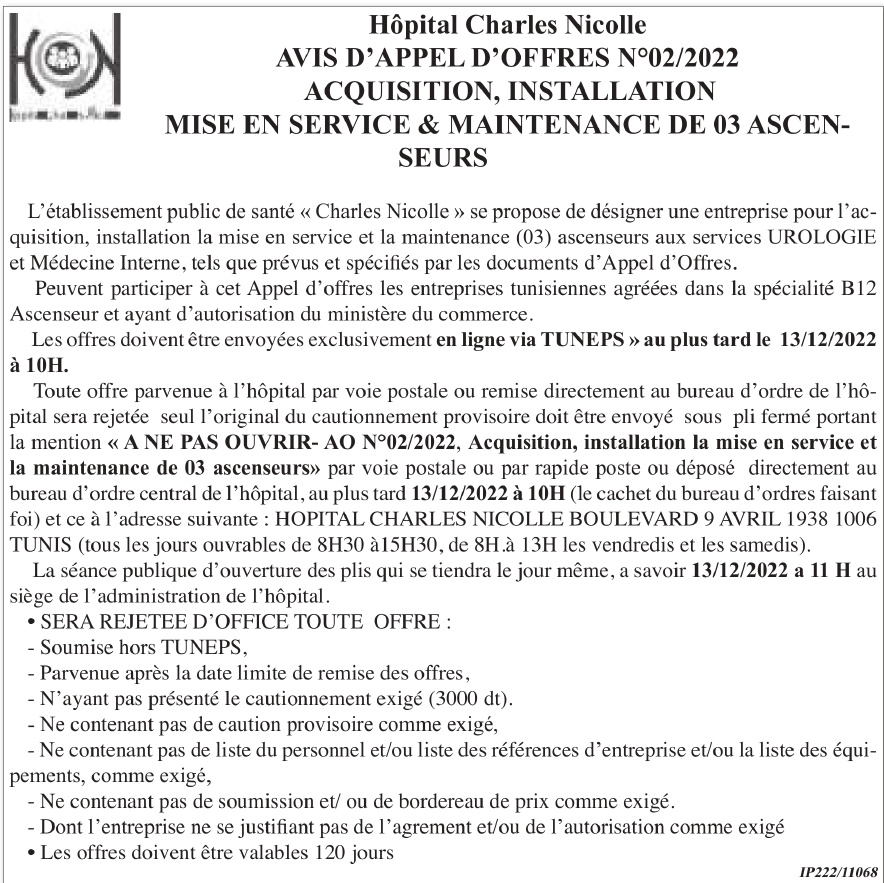 Hôpital Charles Nicolle
AVIS D’APPEL D’OFFRES N°02/2022
ACQUISITION, INSTALLATION
MISE EN SERVICE & MAINTENANCE DE 03 ASCEN-
SEURS
L’établissement public de santé « Charles Nicolle » se propose de désigner une entreprise pour l’ac-
quisition, installation la mise en service et la maintenance (03) ascenseurs aux services UROLOGIE
et Médecine Interne, tels que prévus et spécifiés par les documents d’Appel d’Offres.
Peuvent participer à cet Appel d’offres les entreprises tunisiennes agréées dans la spécialité B12
Ascenseur et ayant d’autorisation du ministère du commerce.
Les offres doivent être envoyées exclusivement en ligne via TUNEPS » au plus tard le 13/12/2022
à 10H.
Toute offre parvenue à l’hôpital par voie postale ou remise directement au bureau d’ordre de l’hô-
pital sera rejetée seul l’original du cautionnement provisoire doit être envoyé sous pli fermé portant
la mention « A NE PAS OUVRIR- AO N°02/2022, Acquisition, installation la mise en service et
la maintenance de 03 ascenseurs» par voie postale ou par rapide poste ou déposé directement au
bureau d’ordre central de l’hôpital, au plus tard 13/12/2022 à 10H (le cachet du bureau d’ordres faisant
foi) et ce à l’adresse suivante : HOPITAL CHARLES NICOLLE BOULEVARD 9 AVRIL 1938 1006
TUNIS (tous les jours ouvrables de 8H30 à15H30, de 8H.à 13H les vendredis et les samedis).
La séance publique d’ouverture des plis qui se tiendra le jour même, a savoir 13/12/2022 a 11 H au
siège de l’administration de l’hôpital.
• SERA REJETEE D’OFFICE TOUTE OFFRE :
- Soumise hors TUNEPS,
- Parvenue après la date limite de remise des offres,
- N’ayant pas présenté le cautionnement exigé (3000 dt).
- Ne contenant pas de caution provisoire comme exigé,
- Ne contenant pas de liste du personnel et/ou liste des références d’entreprise et/ou la liste des équi-
pements, comme exigé,
- Ne contenant pas de soumission et/ ou de bordereau de prix comme exigé.
- Dont l’entreprise ne se justifiant pas de l’agrement et/ou de l’autorisation comme exigé
• Les offres doivent être valables 120 jours
IP222/11068